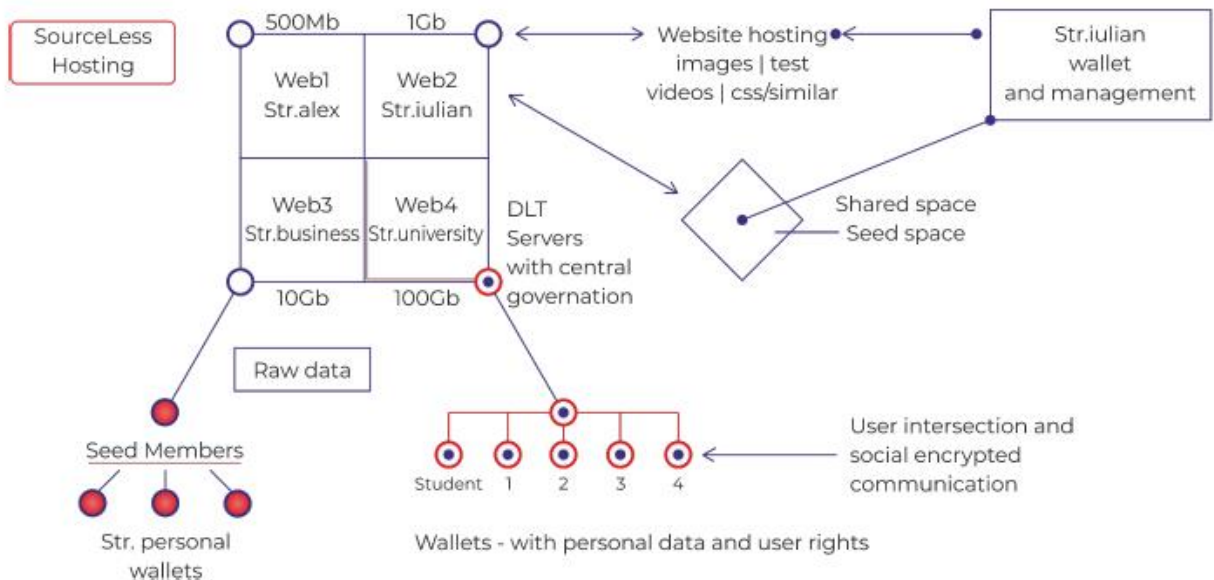 SourceLess
Hosting
500Mb
1Gb
Web1
Str.alex
Web2
Str.iulian
Web3
Str.business
Web4
Str.university
10Gb
100Gb
DLT
Servers
with central
governation
Website hosting
images | test
videos | css/similar
Str.iulian
wallet
and management
Shared space
Seed space
Raw data
Seed Members
Str. personal
wallets
Student
1
2
3
4
User intersection and
social encrypted
communication
Wallets - with personal data and user rights